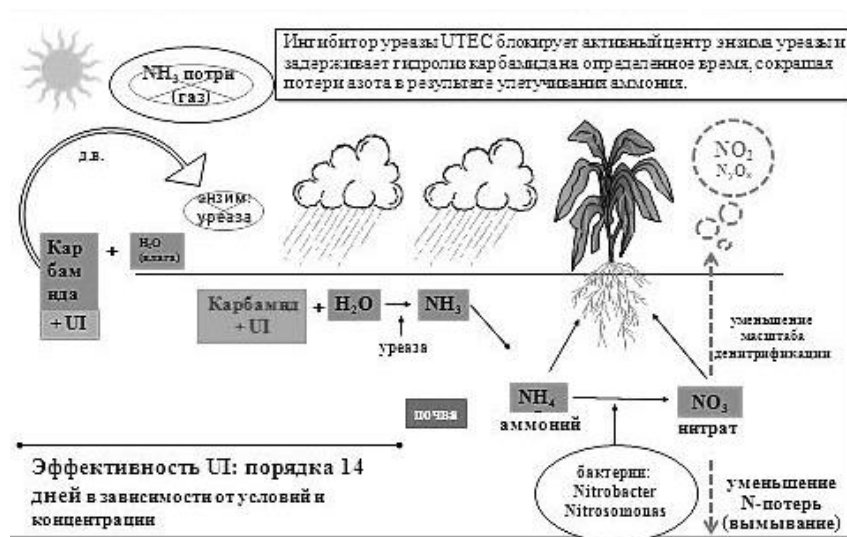 Ингибитор уреазы UTEC блокирует активный центр энзима уреазы и
задерживает гидролиз карбамида на определенное время, сокращая
потери азота в результате улетучивания аммония.
NH₃ потри
(газ)
д.в.
энзим:
уреаза
NO₂
NᵧOₓ
Кар
бам
ида
+ UI
+
H₂O
(влага)
Карбамид
+ UI
+ H₂O
NH₃
уреаза
уменьшение
масштаба
денитрификации
почва
NH₄
аммоний
NO₃
нитрат
Эффективность UI: порядка 14
дней в зависимости от условий и
концентрации
бактерии:
Nitrobacter
Nitrosomonas
уменьшение
N-потерь
(вымывание)